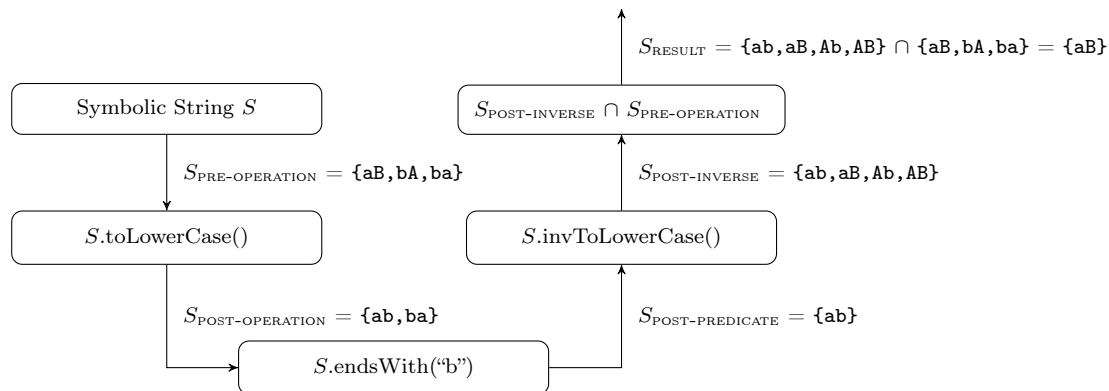 S_RESULT = {ab,aB,Ab,AB} ∩ {aB,bA,ba} = {aB}
Symbolic String S
S_POST-INVERSE ∩ S_PRE-OPERATION
S_PRE-OPERATION = {aB,bA,ba}
S_POST-INVERSE = {ab,aB,Ab,AB}
S.toLowerCase()
S.invToLowerCase()
S_POST-OPERATION = {ab,ba}
S_POST-PREDICATE = {ab}
S.endsWith(“b”)